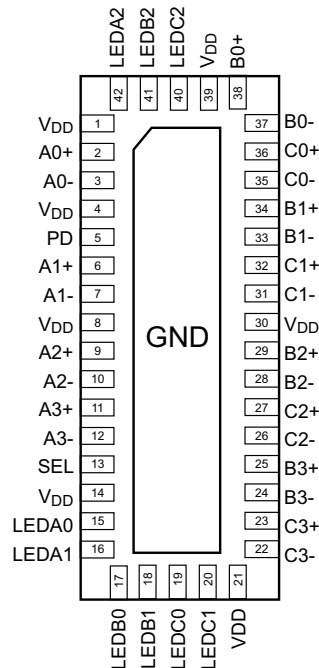 LEDA2 LEDB2 LEDC2 VDD B0+
42 41 40 39 38
VDD 1 37 B0-
A0+ 2 36 C0+
A0- 3 35 C0-
VDD 4 34 B1+
PD 5 33 B1-
A1+ 6 32 C1+
A1- 7 31 C1-
VDD 8 30 VDD
GND
A2+ 9 29 B2+
A2- 10 28 B2-
A3+ 11 27 C2+
A3- 12 26 C2-
SEL 13 25 B3+
VDD 14 24 B3-
LEDA0 15 23 C3+
LEDA1 16 22 C3-
17 18 19 20 21
LEDB0 LEDB1 LEDC0 LEDC1 VDD